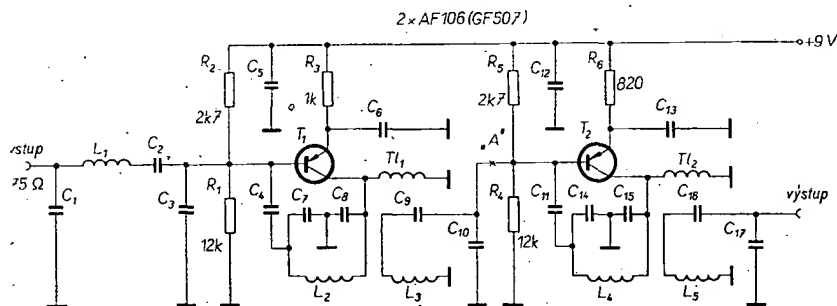 2 × AF106 (GF507)
+9 V
R2
2k7
C5
R3
1k
C6
R5
2k7
C12
R6
820
C13
T1
Tl1
"A"
T2
Tl2
vstup
75 Ω
L1
C2
C1
C3
R1
12k
C4
C7
C8
L2
C9
L3
C10
R4
12k
C11
C14
C15
L4
C16
L5
C17
výstup